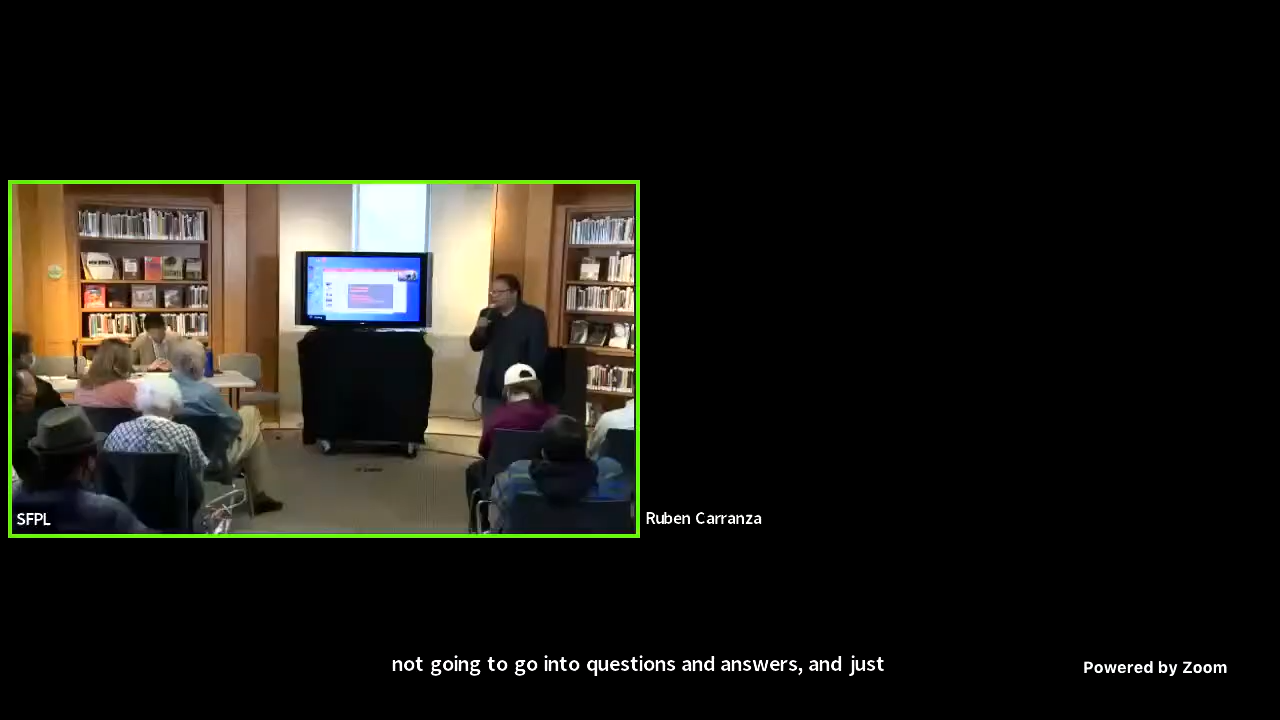 SFPL
Ruben Carranza
not going to go into questions and answers, and just
Powered by Zoom